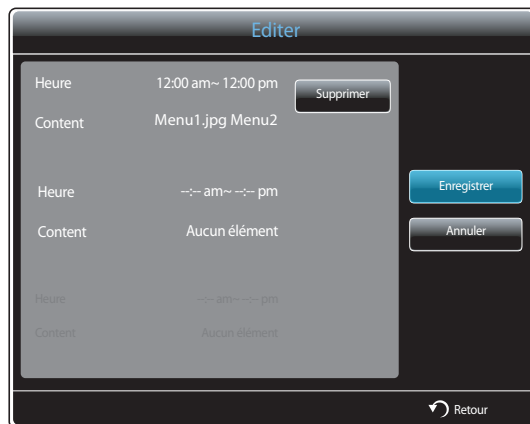 Editer
Heure 12:00 am~ 12:00 pm
Supprimer
Content Menu1.jpg Menu2
Heure --:-- am~ --:-- pm
Enregistrer
Content Aucun élément
Annuler
Heure --:-- am~ --:-- pm
Content Aucun élément
Retour